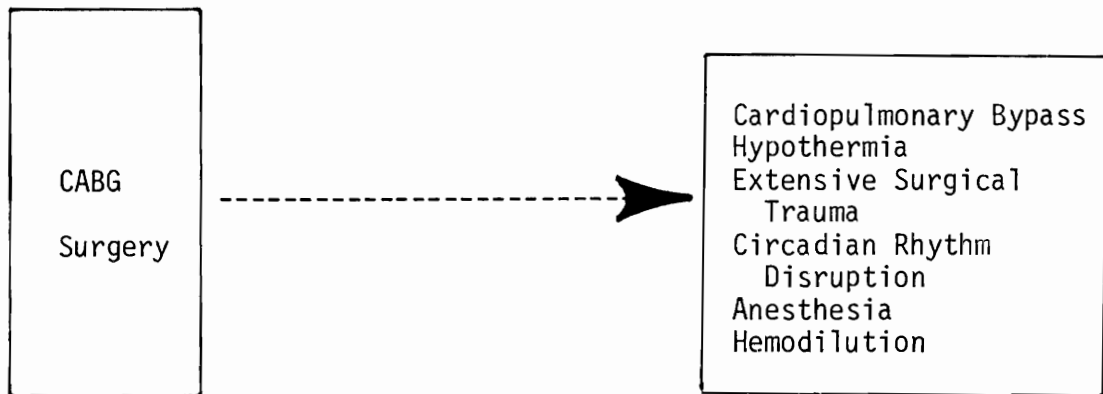 CABG
Surgery
Cardiopulmonary Bypass
Hypothermia
Extensive Surgical
Trauma
Circadian Rhythm
Disruption
Anesthesia
Hemodilution